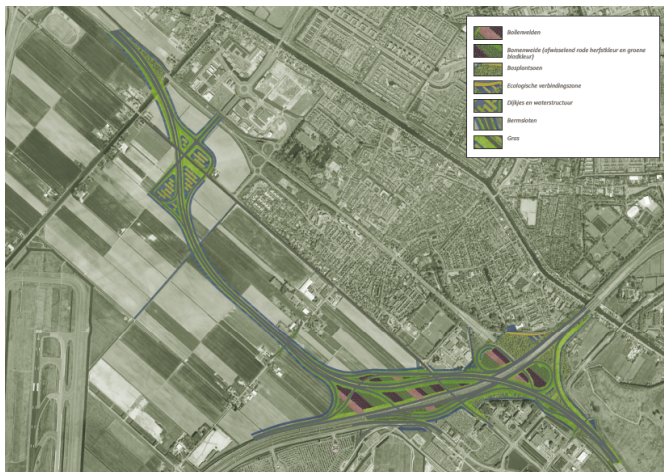 Bollenvelden
Bomenweide (afwisselend rode herfstkleur en groene
bladkleur)
Bosplantsoen
Ecologische verbindingszone
Dijkjes en waterstructuur
Bermsloten
Gras